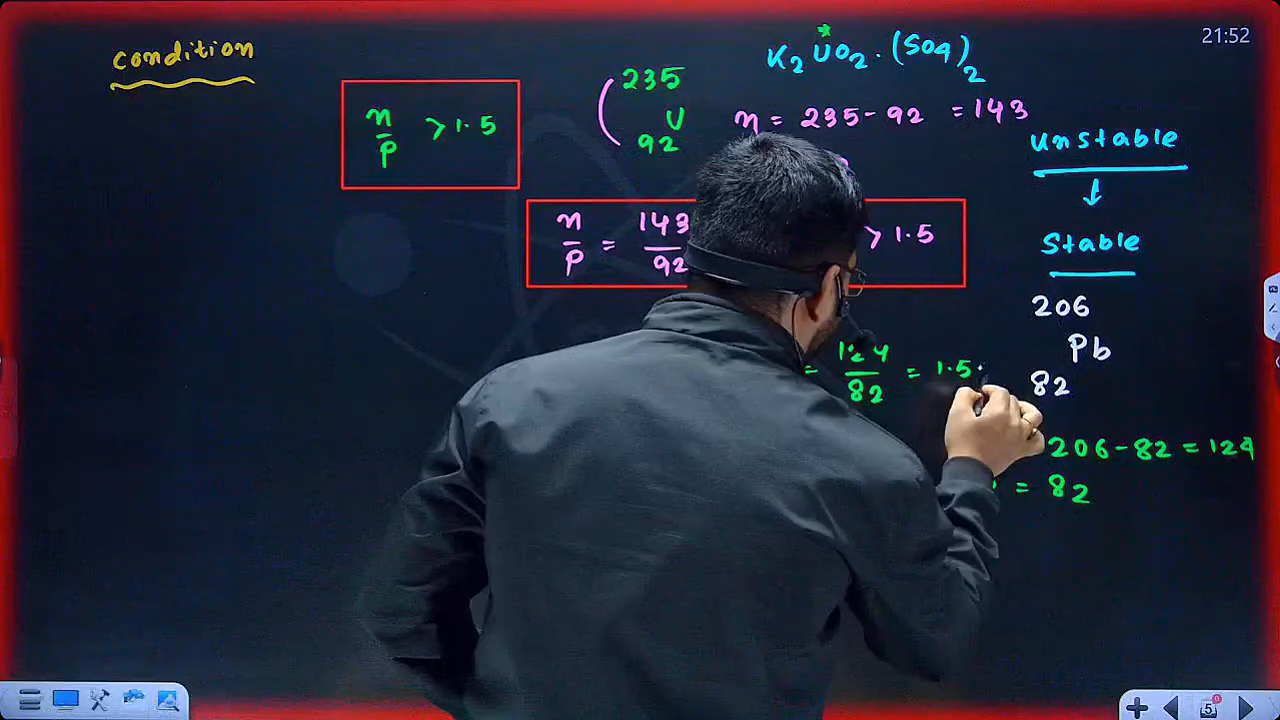 condition
21:52
K2 UO2 . (SO4)2
*
n/p > 1.5
235
U
92
n = 235 - 92 = 143
n/p = 143/92
> 1.5
Unstable
↓
Stable
206
Pb
82
= 124/82 = 1.5.
206 - 82 = 124
= 82
5